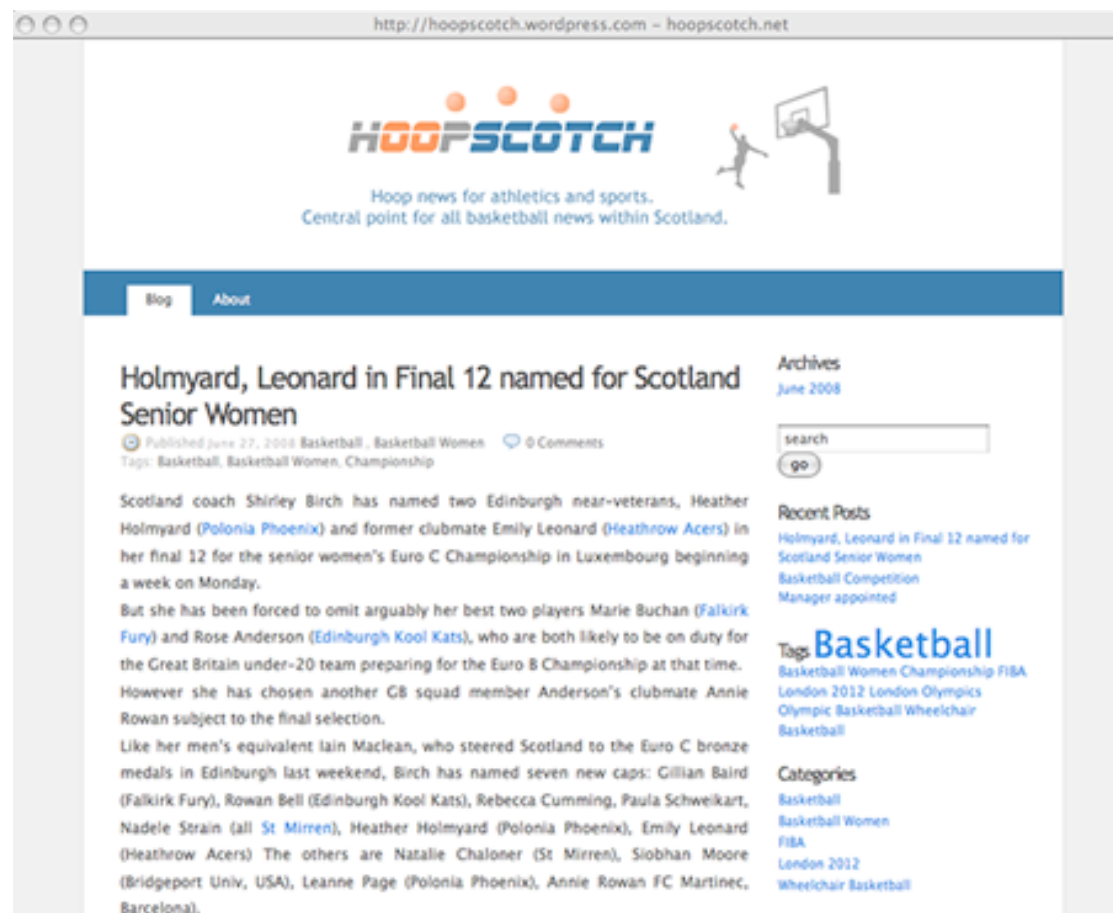 http://hoopscotch.wordpress.com – hoopscotch.net
HOOPSCOTCH
Hoop news for athletics and sports.
Central point for all basketball news within Scotland.
Blog
About
Holmyard, Leonard in Final 12 named for Scotland
Senior Women
Published June 27, 2008 Basketball , Basketball Women 0 Comments
Tags: Basketball, Basketball Women, Championship
Scotland coach Shirley Birch has named two Edinburgh near-veterans, Heather
Holmyard (Polonia Phoenix) and former clubmate Emily Leonard (Heathrow Acers) in
her final 12 for the senior women's Euro C Championship in Luxembourg beginning
a week on Monday.
But she has been forced to omit arguably her best two players Marie Buchan (Falkirk
Fury) and Rose Anderson (Edinburgh Kool Kats), who are both likely to be on duty for
the Great Britain under-20 team preparing for the Euro B Championship at that time.
However she has chosen another GB squad member Anderson's clubmate Annie
Rowan subject to the final selection.
Like her men's equivalent Iain Maclean, who steered Scotland to the Euro C bronze
medals in Edinburgh last weekend, Birch has named seven new caps: Gillian Baird
(Falkirk Fury), Rowan Bell (Edinburgh Kool Kats), Rebecca Cumming, Paula Schweikart,
Nadele Strain (all St Mirren), Heather Holmyard (Polonia Phoenix), Emily Leonard
(Heathrow Acers) The others are Natalie Chaloner (St Mirren), Siobhan Moore
(Bridgeport Univ, USA), Leanne Page (Polonia Phoenix), Annie Rowan FC Martinec,
Barcelona).
Archives
June 2008
search
go
Recent Posts
Holmyard, Leonard in Final 12 named for
Scotland Senior Women
Basketball Competition
Manager appointed
Tags Basketball
Basketball Women Championship FIBA
London 2012 London Olympics
Olympic Basketball Wheelchair
Basketball
Categories
Basketball
Basketball Women
FIBA
London 2012
Wheelchair Basketball